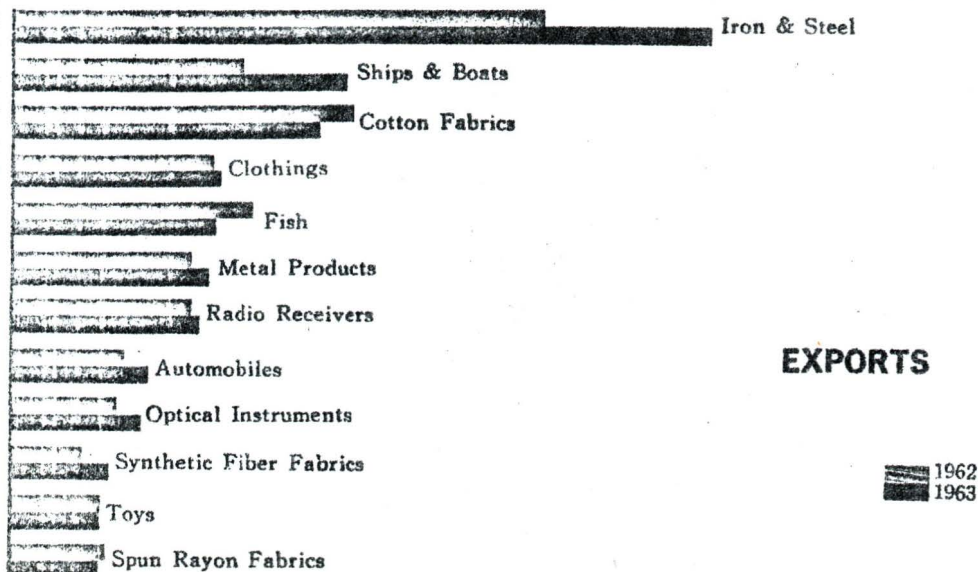 Iron & Steel
Ships & Boats
Cotton Fabrics
Clothings
Fish
Metal Products
Radio Receivers
Automobiles
EXPORTS
Optical Instruments
Synthetic Fiber Fabrics
1962
1963
Toys
Spun Rayon Fabrics